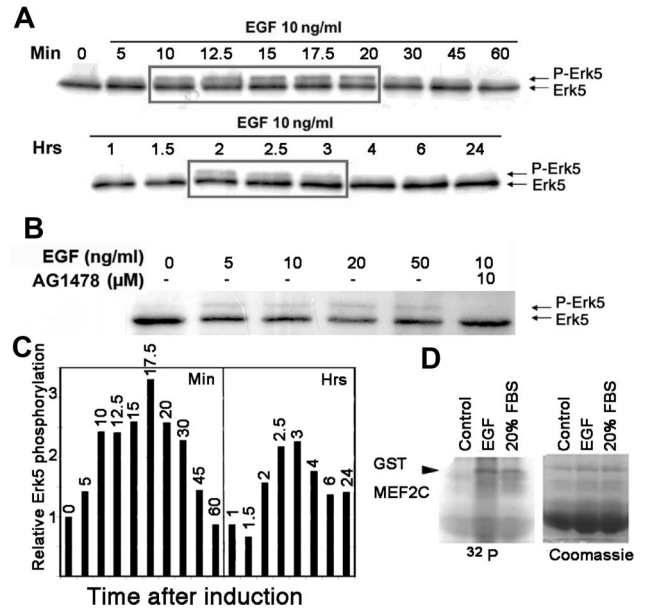 A
EGF 10 ng/ml
Min 0 5 10 12.5 15 17.5 20 30 45 60
P-Erk5
Erk5
EGF 10 ng/ml
Hrs 1 1.5 2 2.5 3 4 6 24
P-Erk5
Erk5
B
EGF (ng/ml) 0 5 10 20 50 10
AG1478 (µM) - - - - - 10
P-Erk5
Erk5
C
Relative Erk5 phosphorylation
3
2
1
Min
0 5 10 12.5 15 17.5 20 30 45 60
Hrs
1 1.5 2 2.5 3 4 6 24
Time after induction
D
Control EGF 20% FBS
Control EGF 20% FBS
GST
MEF2C
32 P
Coomassie